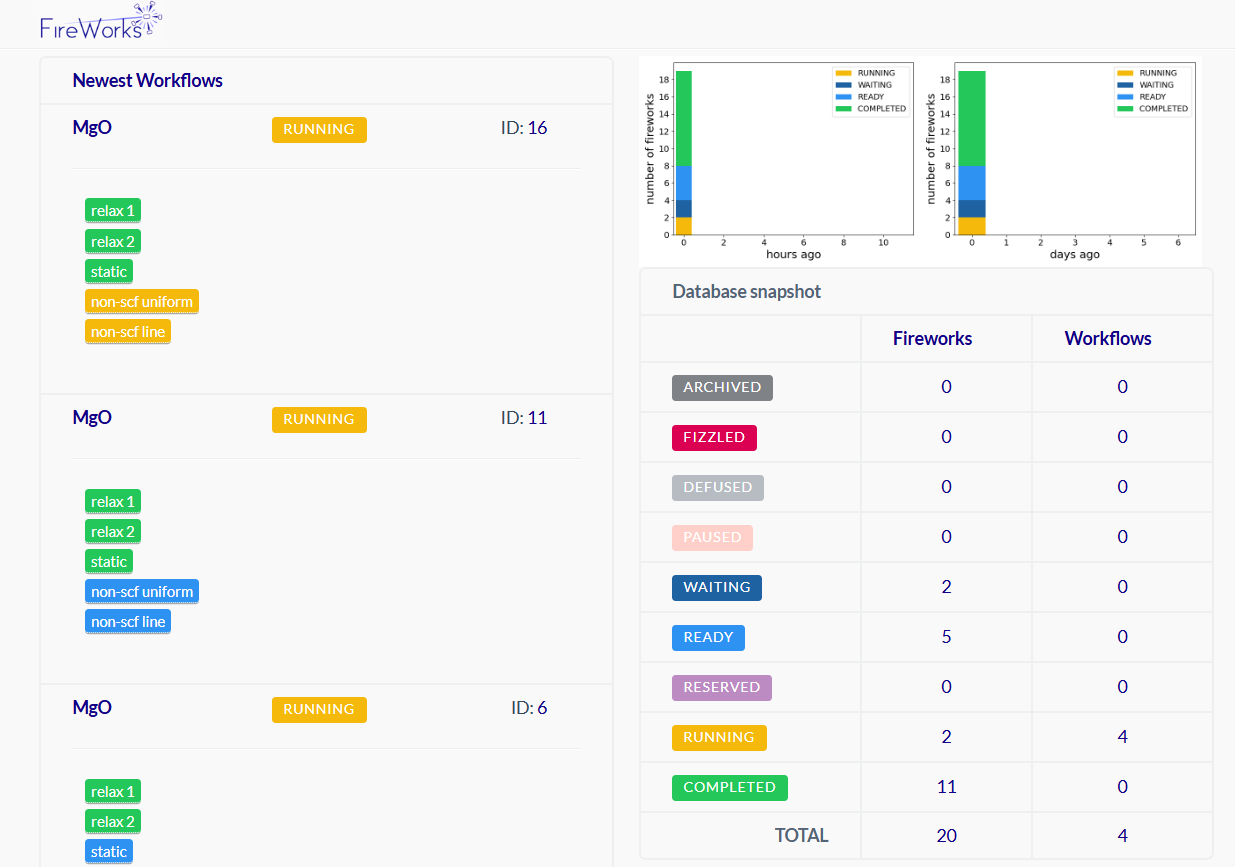 FireWorks
Newest Workflows
MgO RUNNING ID: 16
relax 1
relax 2
static
non-scf uniform
non-scf line
MgO RUNNING ID: 11
relax 1
relax 2
static
non-scf uniform
non-scf line
MgO RUNNING ID: 6
relax 1
relax 2
static
number of fireworks
18
16
14
12
10
8
6
4
2
0
0 2 4 6 8 10
hours ago
RUNNING
WAITING
READY
COMPLETED
number of fireworks
18
16
14
12
10
8
6
4
2
0
0 1 2 3 4 5 6
days ago
RUNNING
WAITING
READY
COMPLETED
Database snapshot
Fireworks Workflows
ARCHIVED 0 0
FIZZLED 0 0
DEFUSED 0 0
PAUSED 0 0
WAITING 2 0
READY 5 0
RESERVED 0 0
RUNNING 2 4
COMPLETED 11 0
TOTAL 20 4